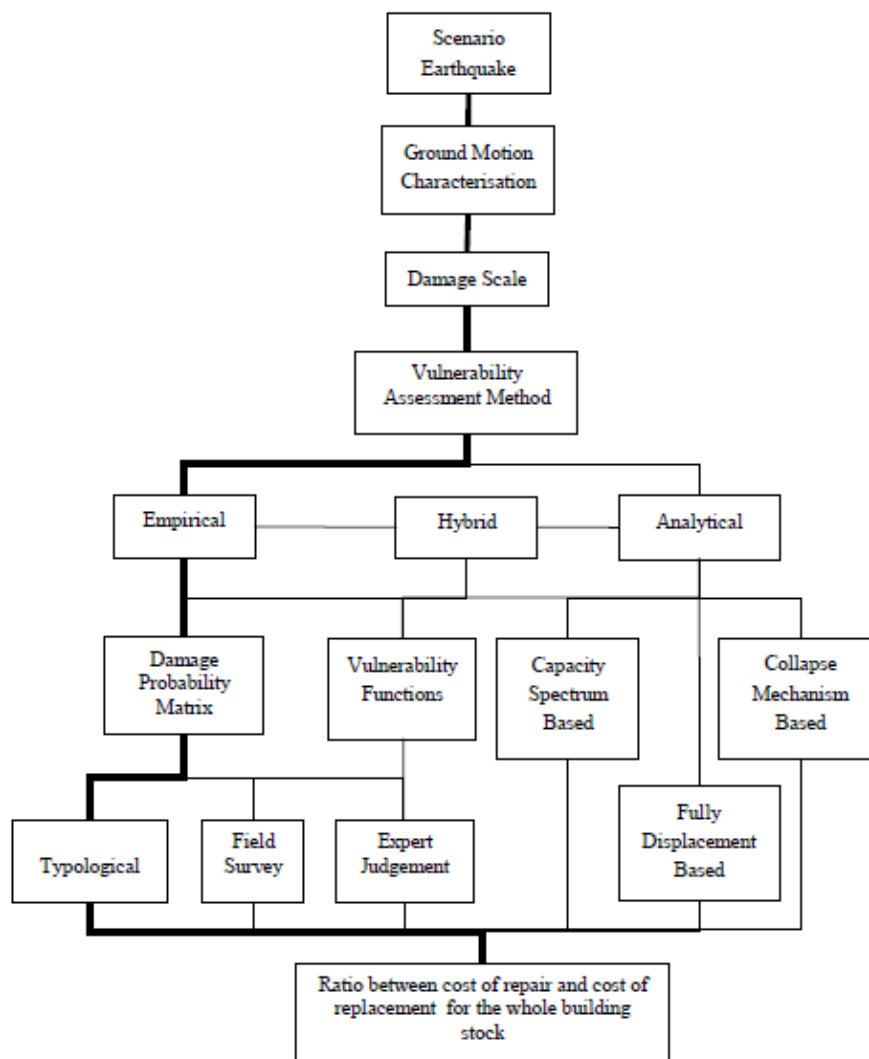 Scenario
Earthquake
Ground Motion
Characterisation
Damage Scale
Vulnerability
Assessment Method
Empirical
Hybrid
Analytical
Damage
Probability
Matrix
Vulnerability
Functions
Capacity
Spectrum
Based
Collapse
Mechanism
Based
Typological
Field
Survey
Expert
Judgement
Fully
Displacement
Based
Ratio between cost of repair and cost of
replacement for the whole building
stock